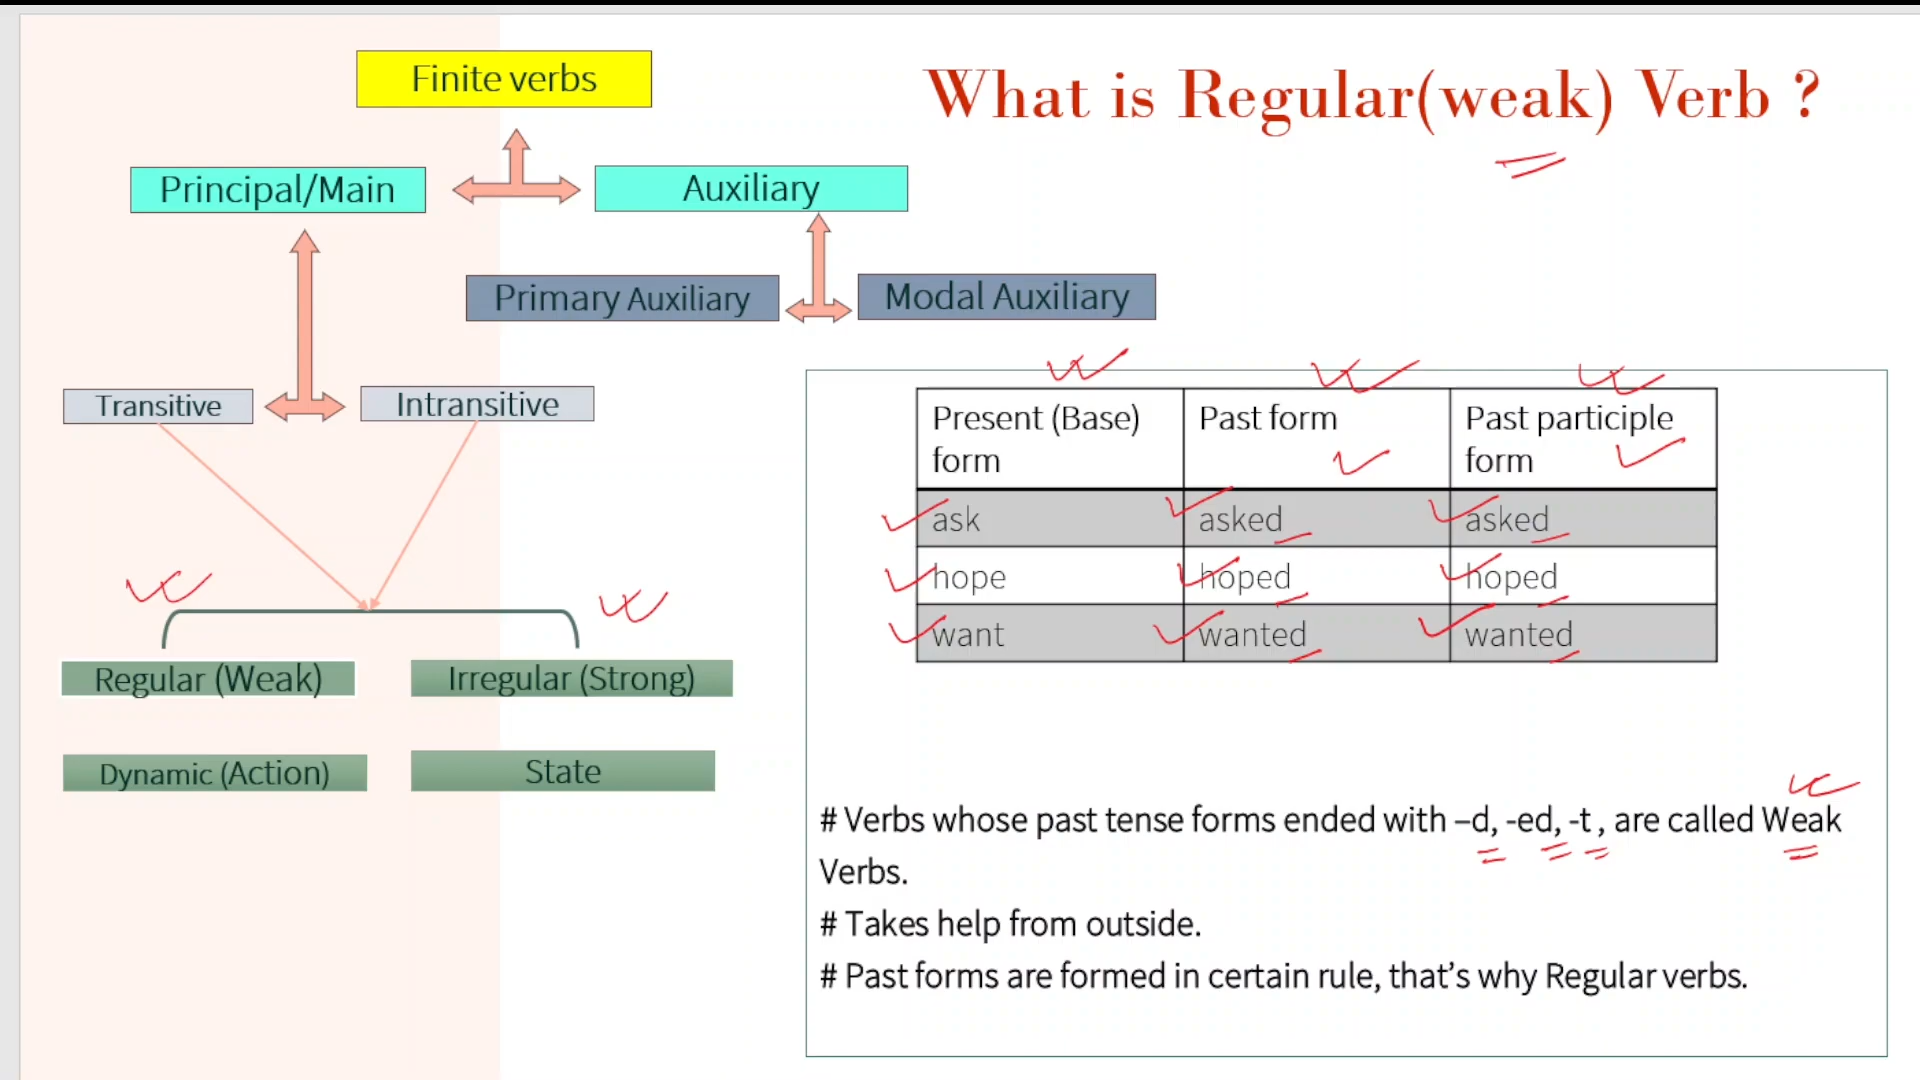 Finite verbs
What is Regular(weak) Verb ?
Principal/Main
Auxiliary
Primary Auxiliary
Modal Auxiliary
Transitive
Intransitive
Regular (Weak)
Irregular (Strong)
Dynamic (Action)
State
Present (Base) Past form Past participle
form form
ask asked asked
hope hoped hoped
want wanted wanted
# Verbs whose past tense forms ended with –d, -ed, -t , are called Weak
Verbs.
# Takes help from outside.
# Past forms are formed in certain rule, that’s why Regular verbs.